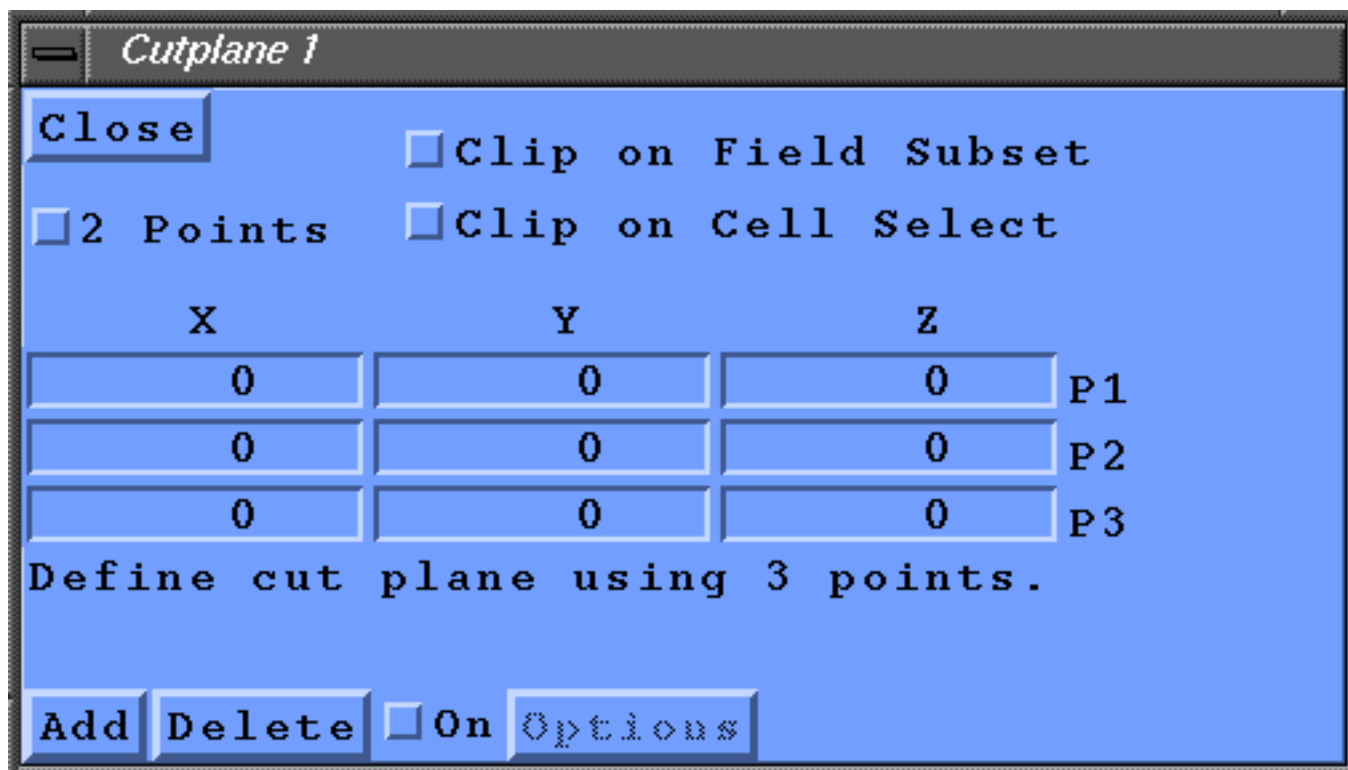 Cutplane 1
Close
Clip on Field Subset
2 Points
Clip on Cell Select
X Y Z
0 0 0 P1
0 0 0 P2
0 0 0 P3
Define cut plane using 3 points.
Add Delete On Options